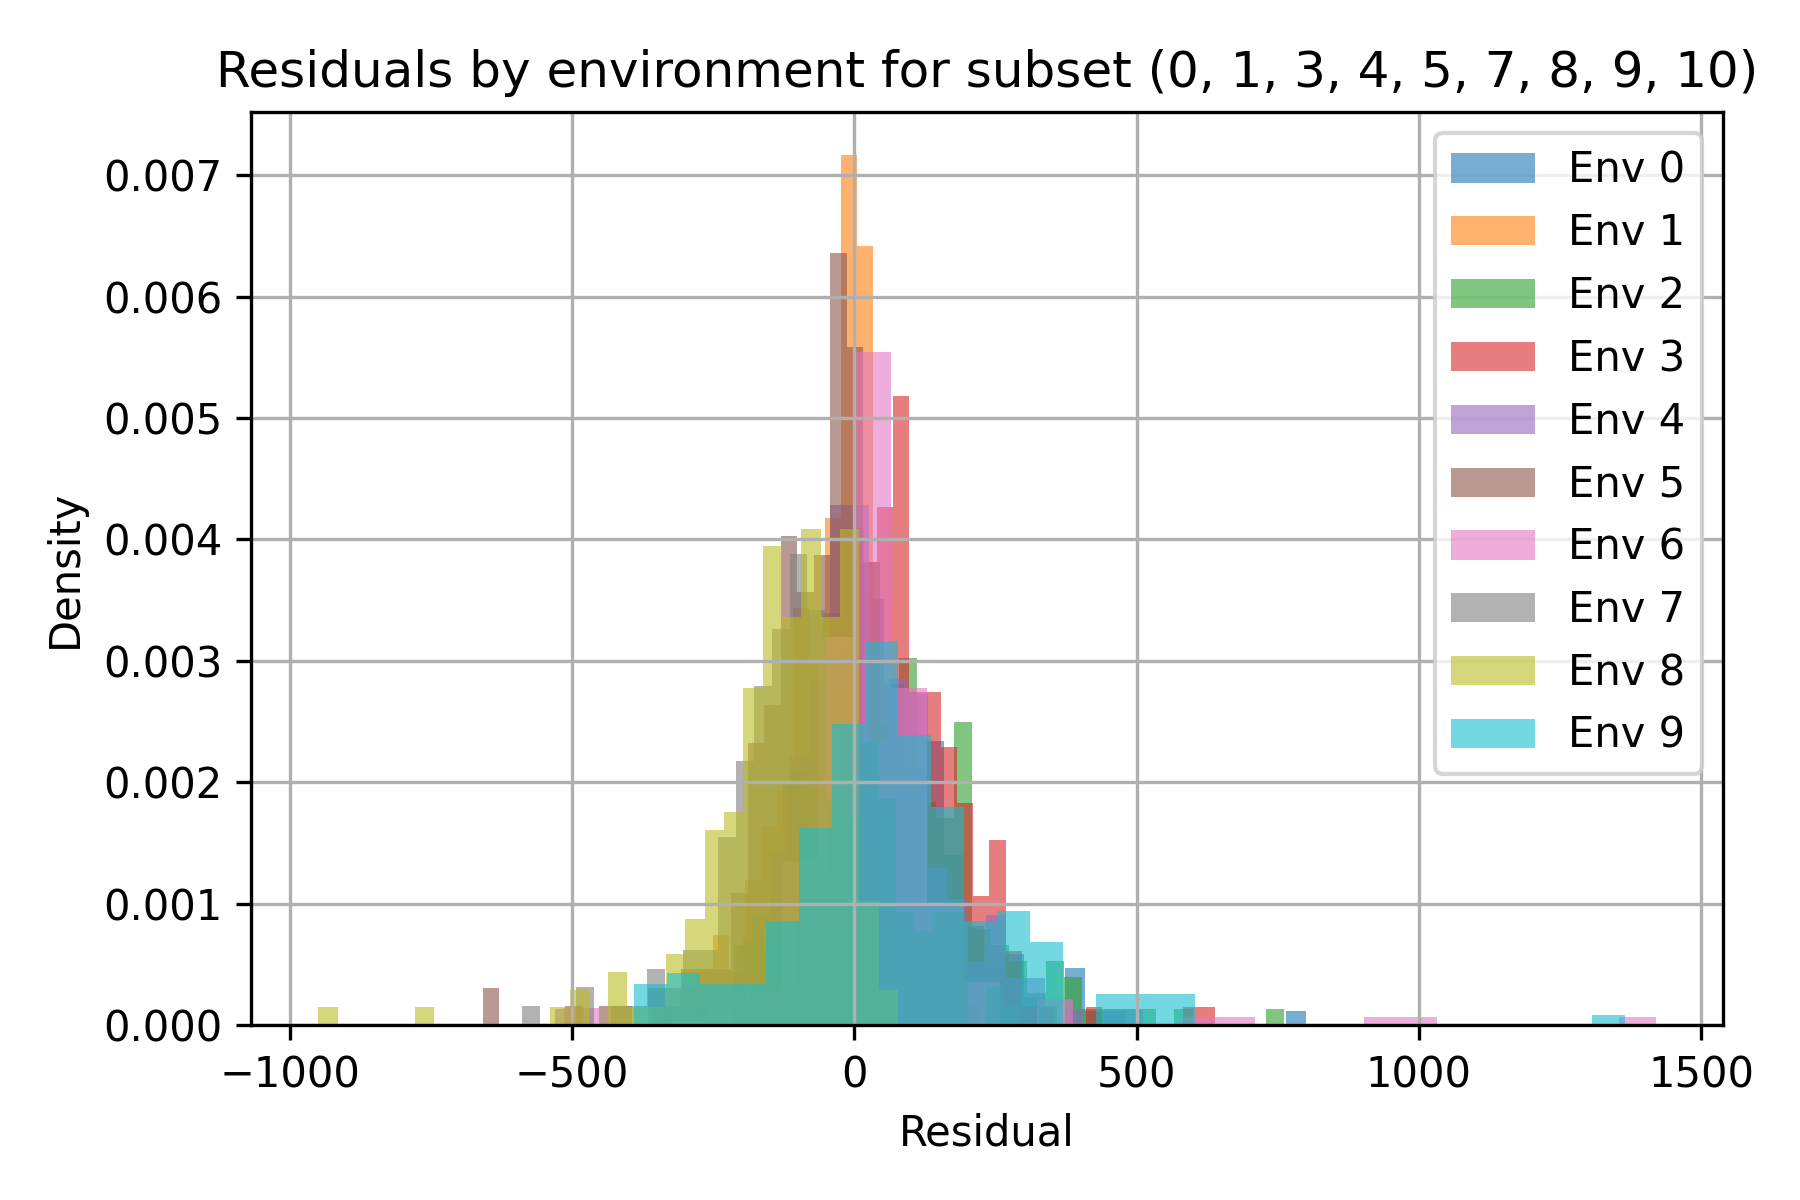 Residuals by environment for subset (0, 1, 3, 4, 5, 7, 8, 9, 10)
0.007
0.006
0.005
0.004
0.003
0.002
0.001
0.000
Density
−1000
−500
0
500
1000
1500
Residual
Env 0
Env 1
Env 2
Env 3
Env 4
Env 5
Env 6
Env 7
Env 8
Env 9